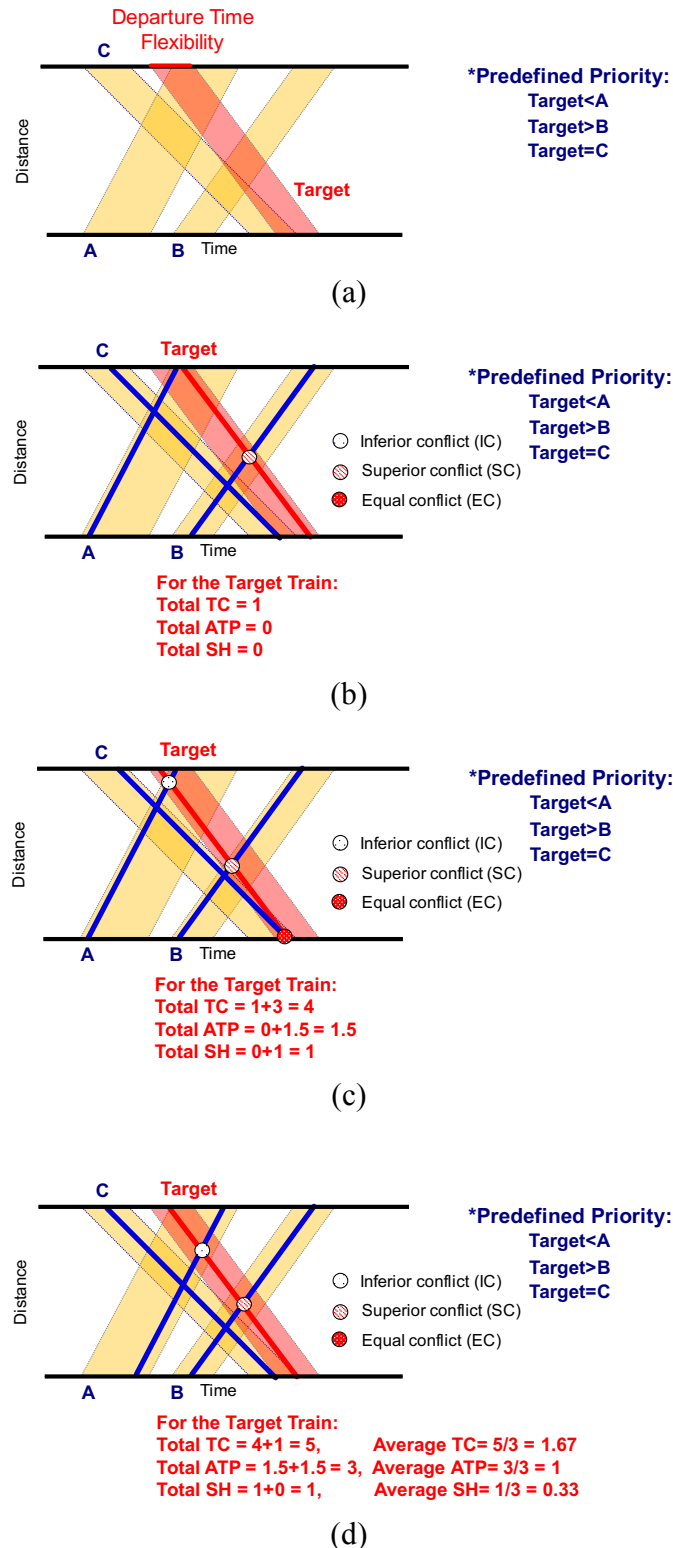 Departure Time
Flexibility
C
*Predefined Priority:
Target<A
Target>B
Target=C
Distance
Target
A
B
Time
(a)
C
Target
*Predefined Priority:
Target<A
Target>B
Target=C
Distance
Inferior conflict (IC)
Superior conflict (SC)
Equal conflict (EC)
A
B
Time
For the Target Train:
Total TC = 1
Total ATP = 0
Total SH = 0
(b)
C
Target
*Predefined Priority:
Target<A
Target>B
Target=C
Distance
Inferior conflict (IC)
Superior conflict (SC)
Equal conflict (EC)
A
B
Time
For the Target Train:
Total TC = 1+3 = 4
Total ATP = 0+1.5 = 1.5
Total SH = 0+1 = 1
(c)
C
Target
*Predefined Priority:
Target<A
Target>B
Target=C
Distance
Inferior conflict (IC)
Superior conflict (SC)
Equal conflict (EC)
A
B
Time
For the Target Train:
Total TC = 4+1 = 5, Average TC= 5/3 = 1.67
Total ATP = 1.5+1.5 = 3, Average ATP= 3/3 = 1
Total SH = 1+0 = 1, Average SH= 1/3 = 0.33
(d)